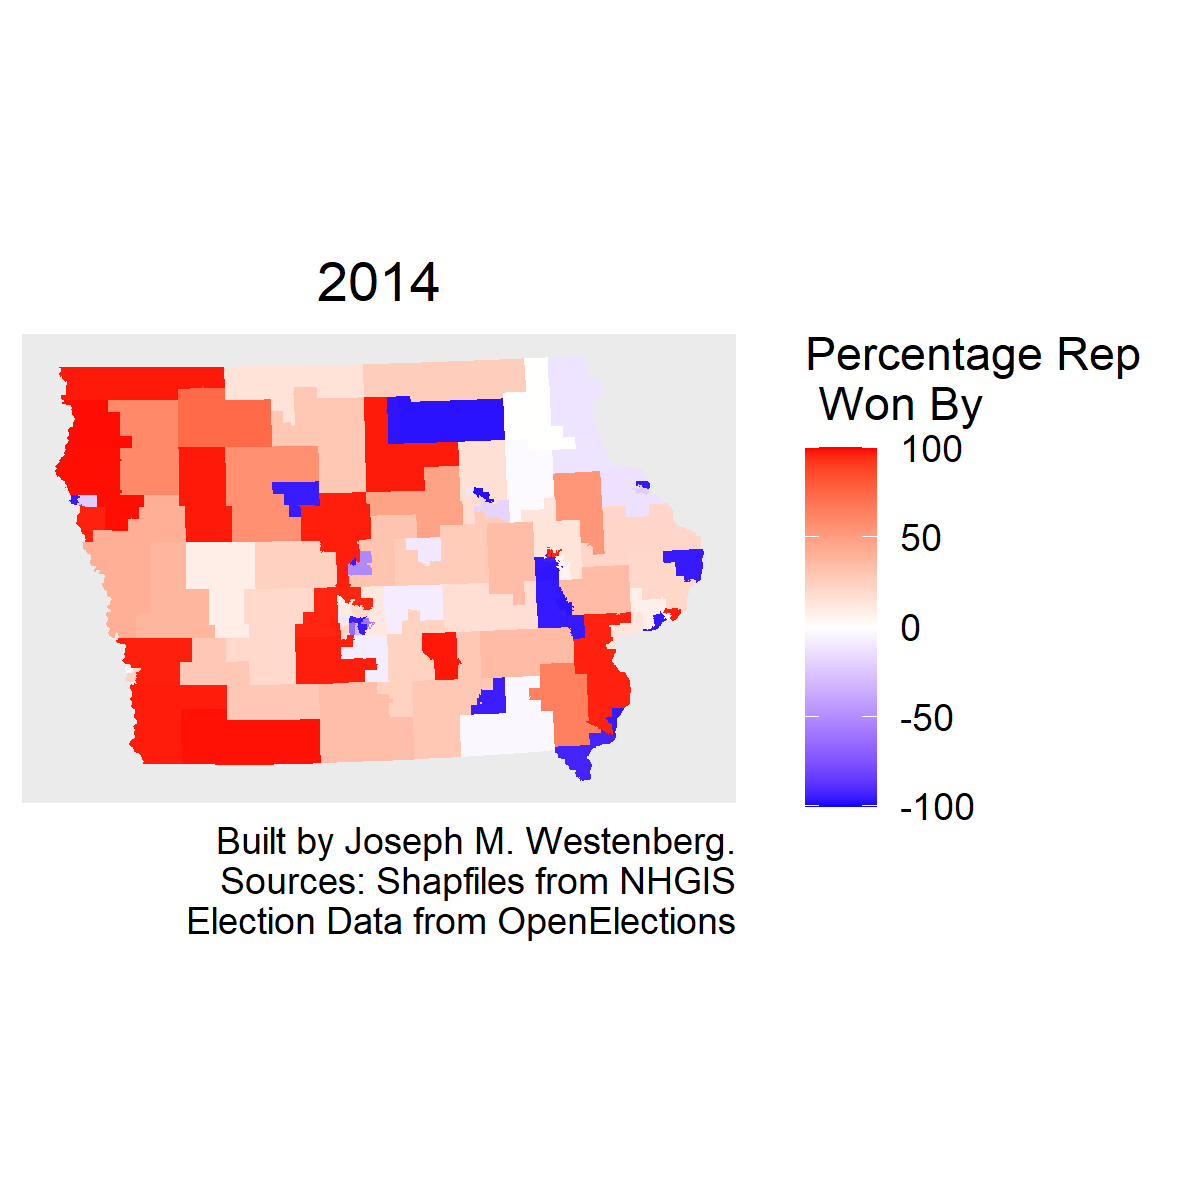 2014
Percentage Rep
Won By
100
50
0
-50
-100
Built by Joseph M. Westenberg.
Sources: Shapfiles from NHGIS
Election Data from OpenElections